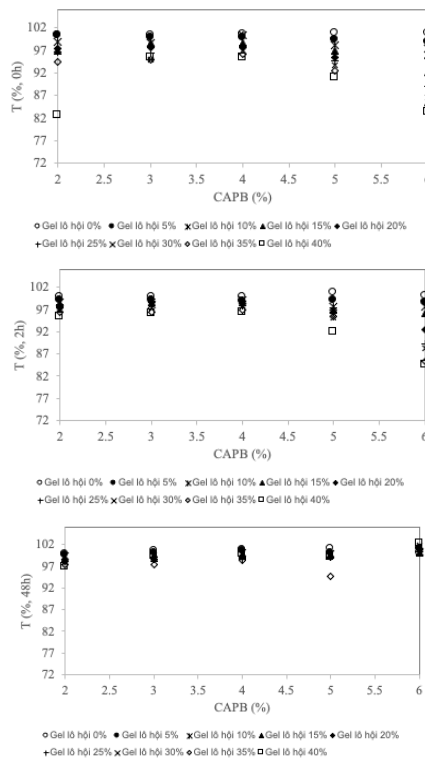 T (%, 0h)
102
97
92
87
82
77
72
2 2.5 3.0 3.5 4.0 4.5 5 5.5 6
CAPB (%)
Gel lô hội 0% Gel lô hội 5% Gel lô hội 10% Gel lô hội 15% Gel lô hội 20%
Gel lô hội 25% Gel lô hội 30% Gel lô hội 35% Gel lô hội 40%
T (%, 2h)
102
97
92
87
82
77
72
2 2.5 3 3.5 4 4.5 5 5.5 6
CAPB (%)
Gel lô hội 0% Gel lô hội 5% Gel lô hội 10% Gel lô hội 15% Gel lô hội 20%
Gel lô hội 25% Gel lô hội 30% Gel lô hội 35% Gel lô hội 40%
T (%, 48h)
102
97
92
87
82
77
72
2 2.5 3 3.5 4 4.5 5 5.5 6
CAPB (%)
Gel lô hội 0% Gel lô hội 5% Gel lô hội 10% Gel lô hội 15% Gel lô hội 20%
Gel lô hội 25% Gel lô hội 30% Gel lô hội 35% Gel lô hội 40%